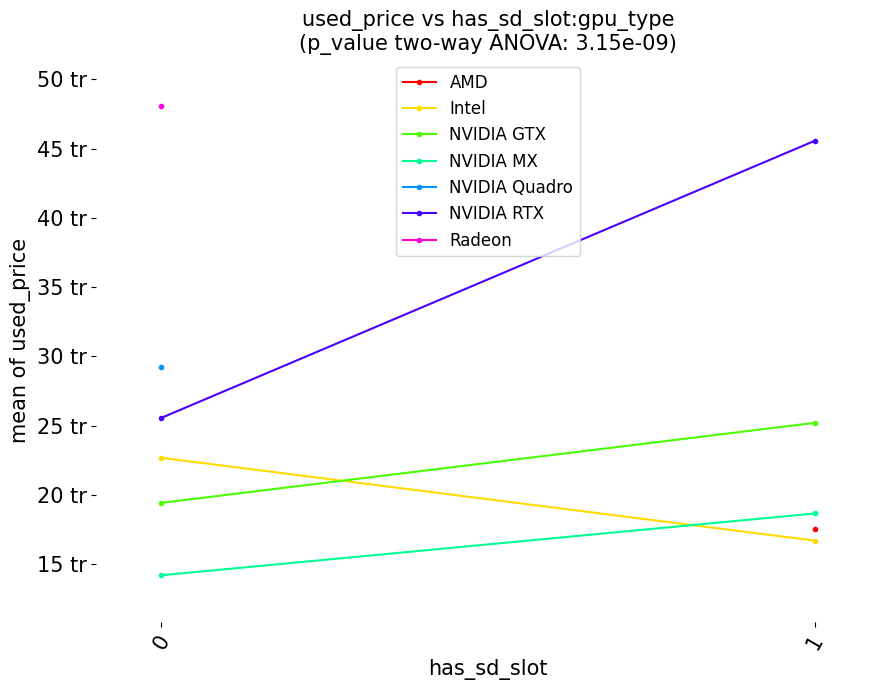 used_price vs has_sd_slot:gpu_type
(p_value two-way ANOVA: 3.15e-09)
50 tr
45 tr
40 tr
35 tr
30 tr
25 tr
20 tr
15 tr
mean of used_price
AMD
Intel
NVIDIA GTX
NVIDIA MX
NVIDIA Quadro
NVIDIA RTX
Radeon
0
1
has_sd_slot